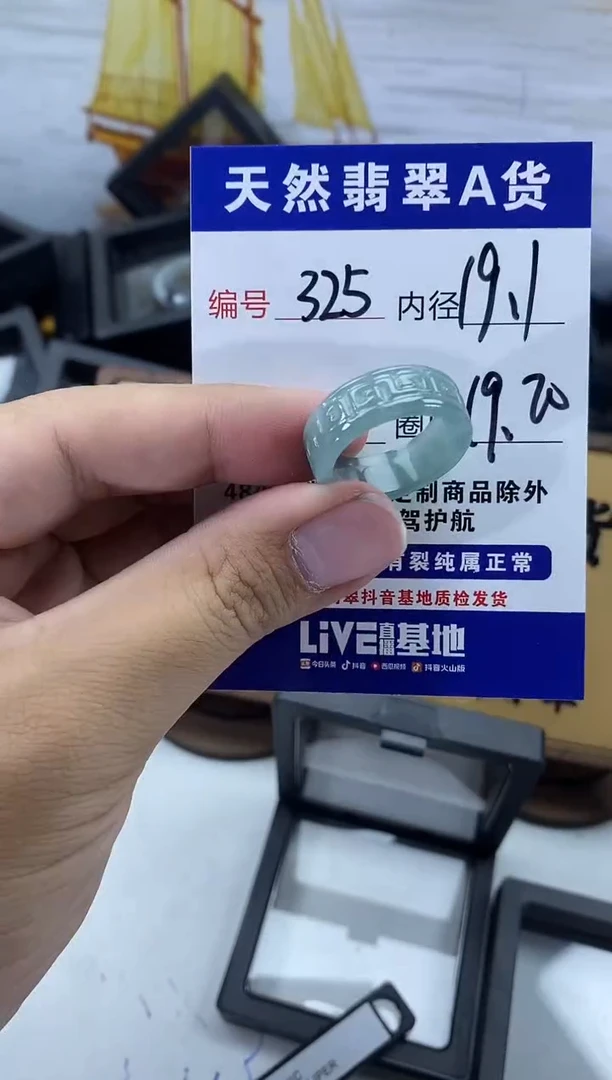 天然翡翠A货
编号 325 内径 19.1
圈 19.20
48 定制商品除外
驾护航
有裂纯属正常
翠抖音基地质检发货
LiVE直播基地
今日头条 抖音 西瓜视频 抖音火山版